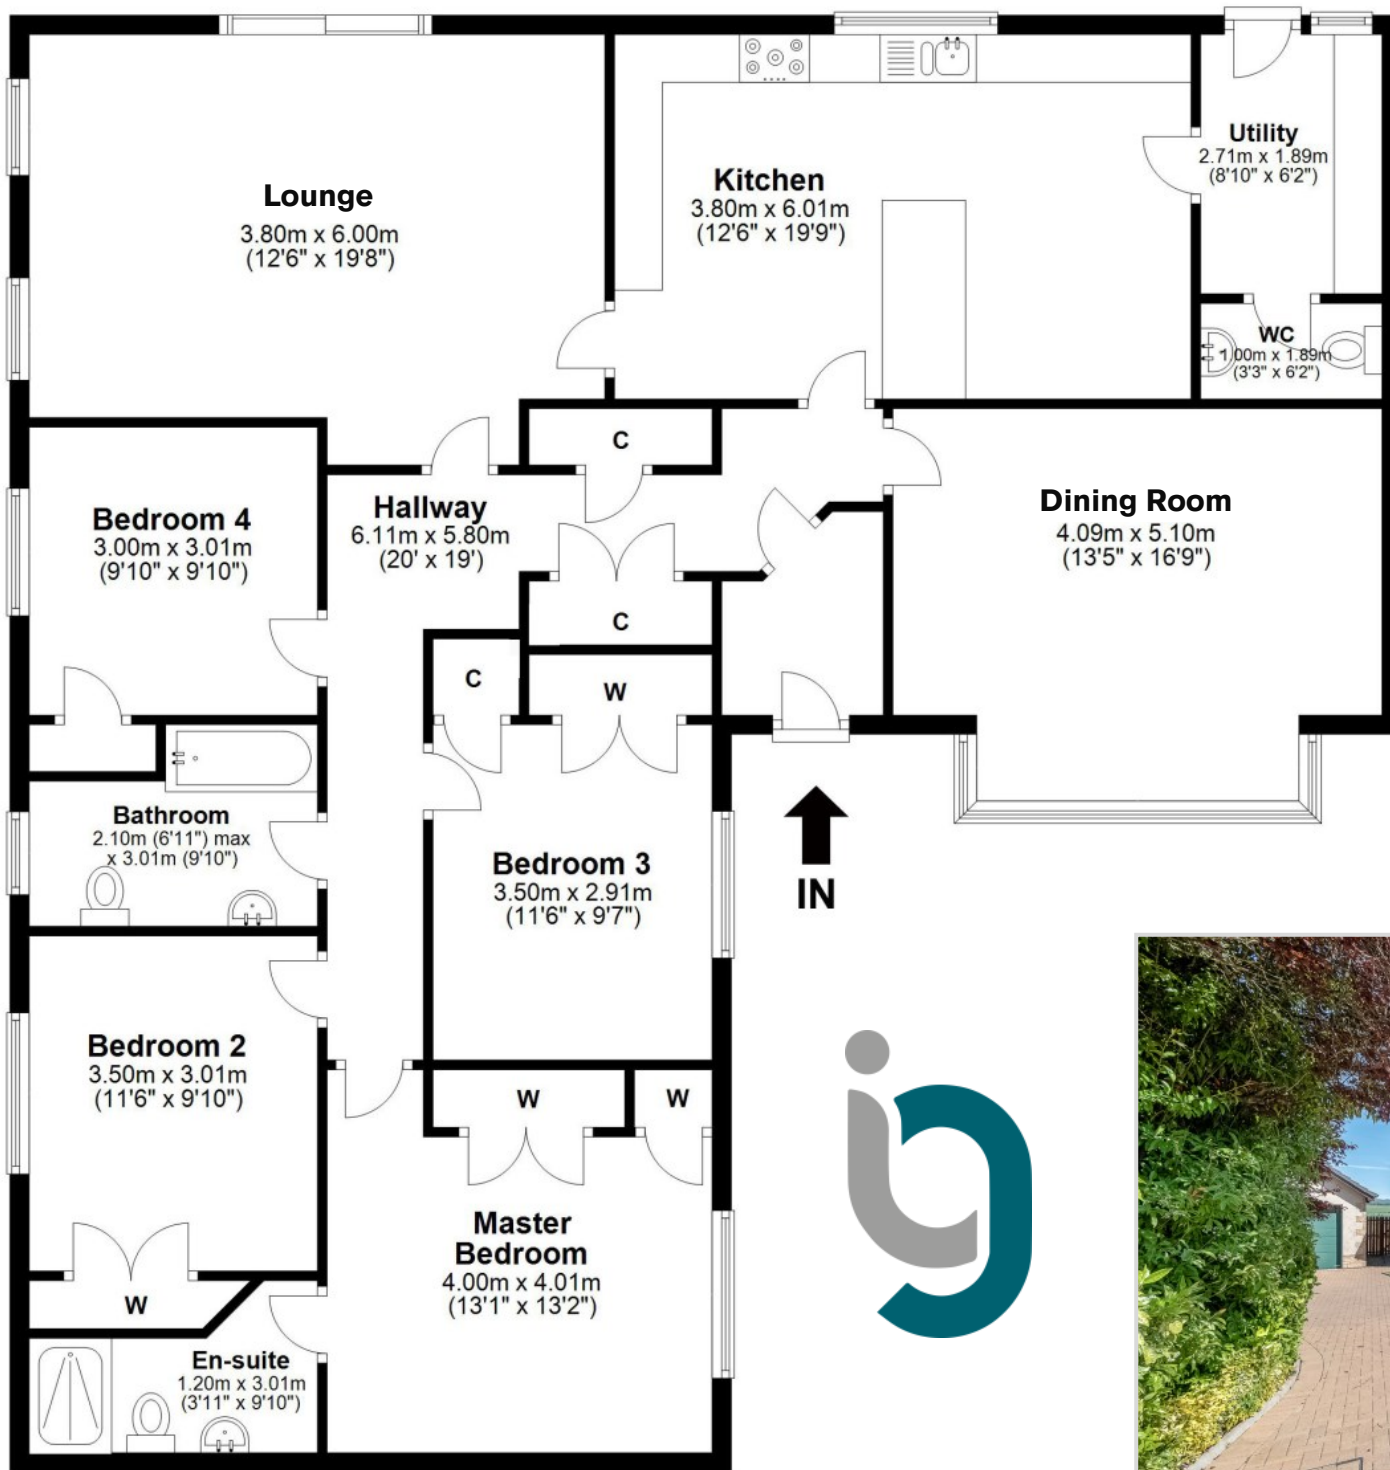 Lounge
3.80m x 6.00m
(12'6" x 19'8")
Kitchen
3.80m x 6.01m
(12'6" x 19'9")
Utility
2.71m x 1.89m
(8'10" x 6'2")
WC
1.00m x 1.89m
(3'3" x 6'2")
C
Hallway
6.11m x 5.80m
(20' x 19')
Dining Room
4.09m x 5.10m
(13'5" x 16'9")
Bedroom 4
3.00m x 3.01m
(9'10" x 9'10")
C
C
W
Bathroom
2.10m (6'11") max
x 3.01m (9'10")
Bedroom 3
3.50m x 2.91m
(11'6" x 9'7")
IN
Bedroom 2
3.50m x 3.01m
(11'6" x 9'10")
W
W
W
Master
Bedroom
4.00m x 4.01m
(13'1" x 13'2")
En-suite
1.20m x 3.01m
(3'11" x 9'10")
ig